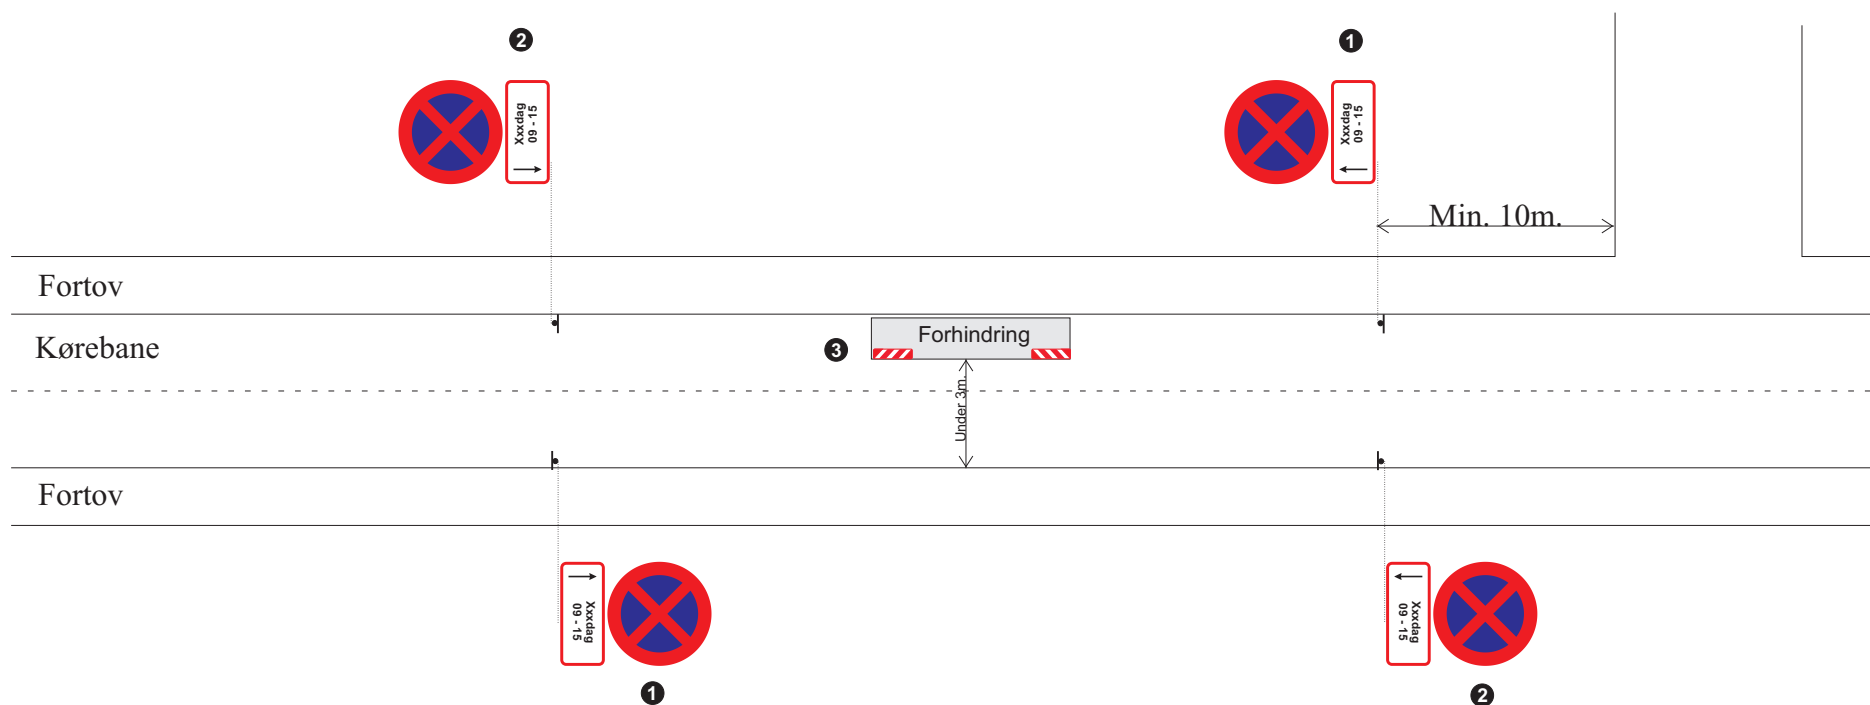 2
1
Xxxdag
09 - 15
Xxxdag
09 - 15
Min. 10m.
Fortov
Kørebane
3
Forhindring
Under 3m.
Fortov
Xxxdag
09 - 15
Xxxdag
09 - 15
1
2